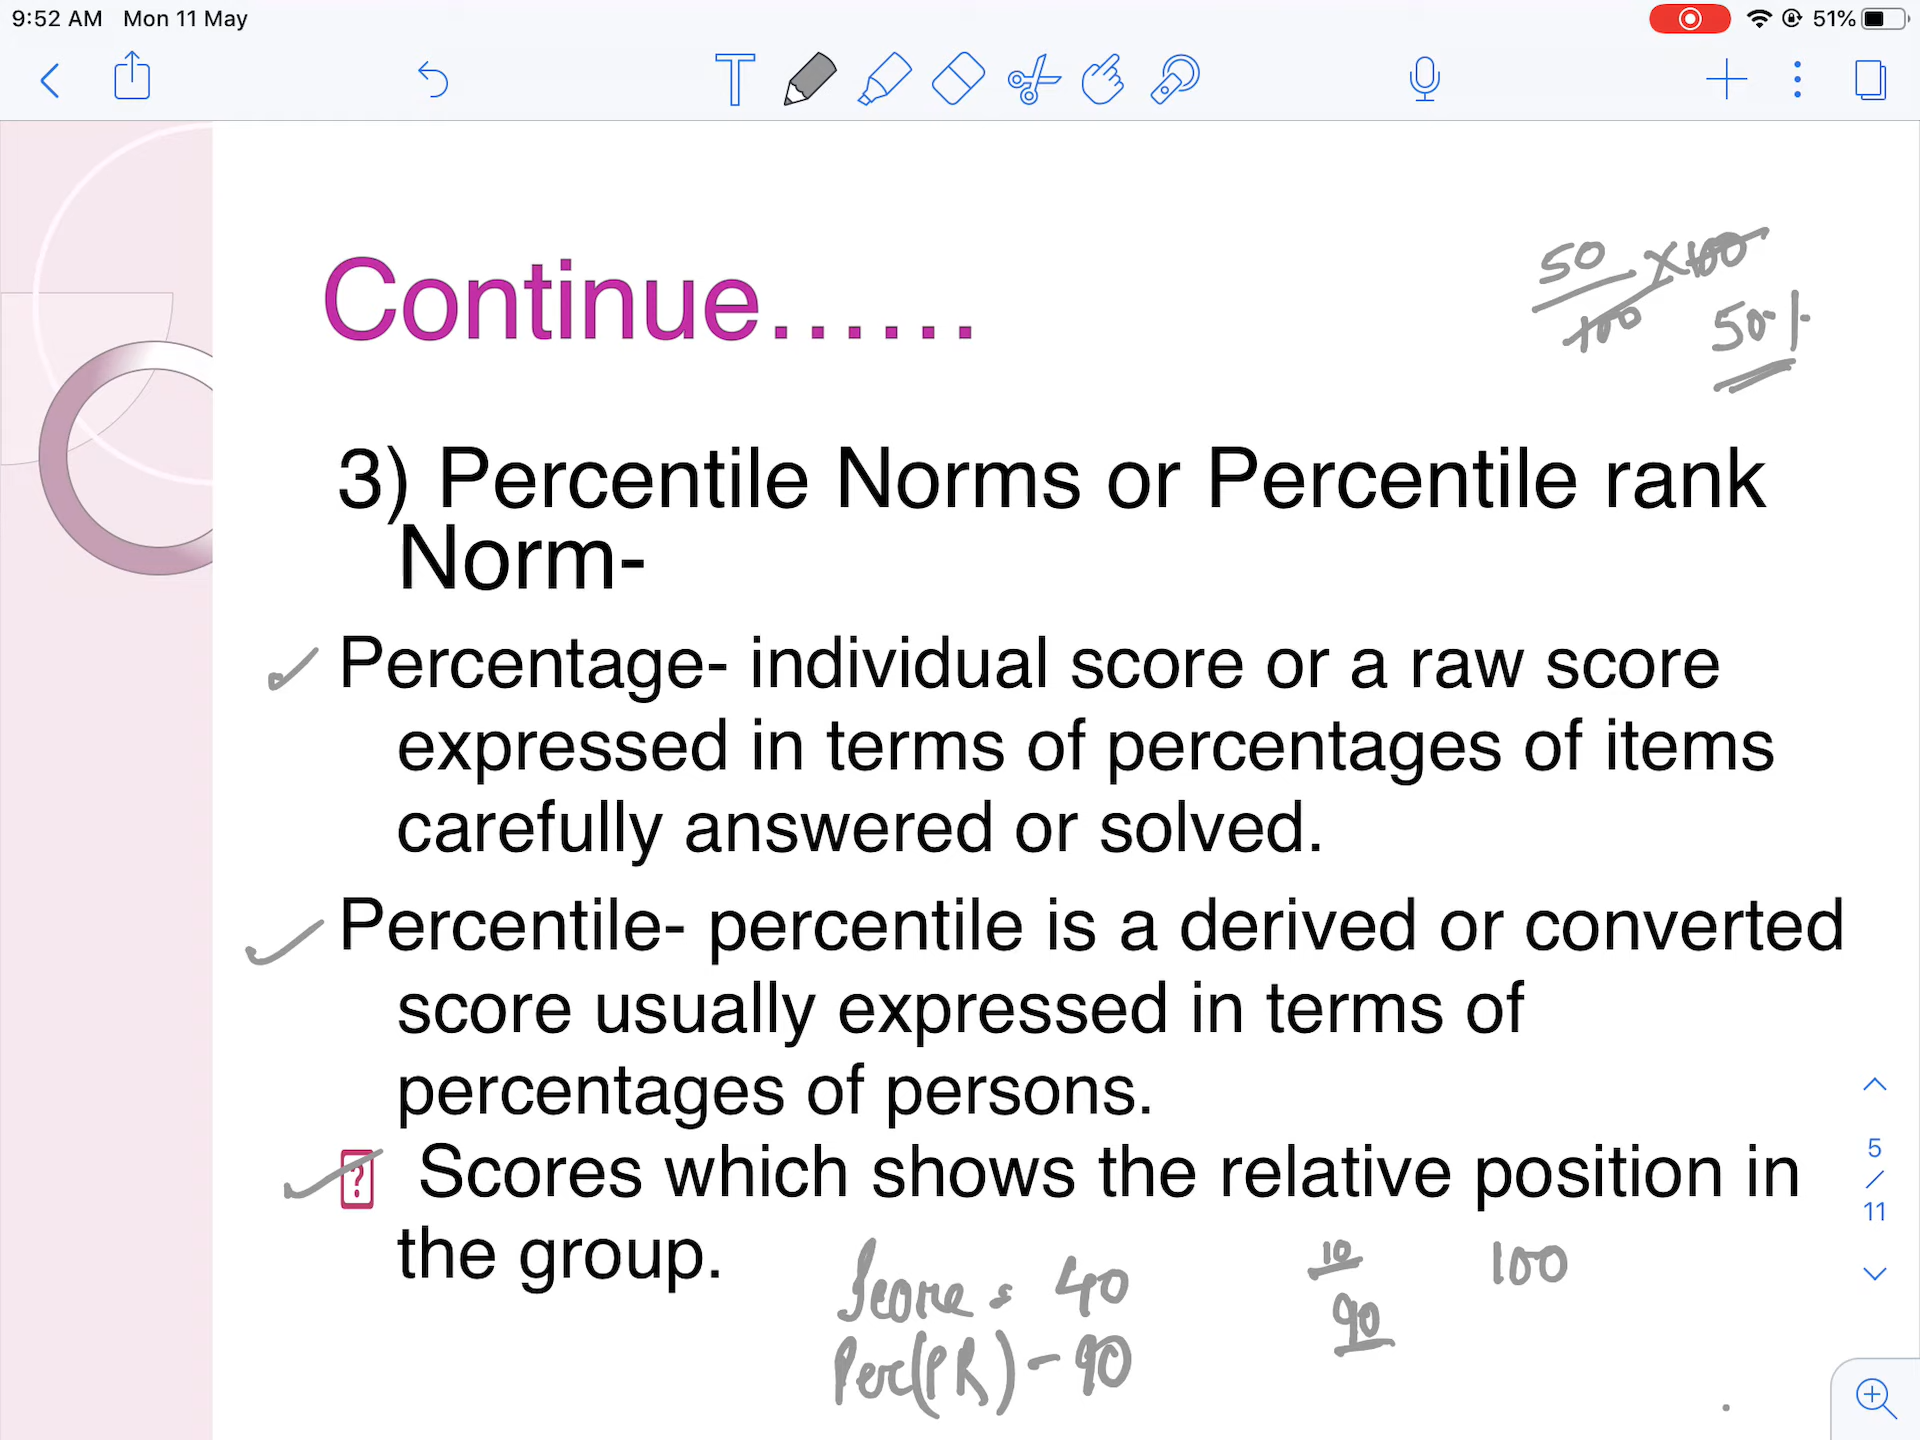 9:52 AM Mon 11 May
51%
Continue......
50 x 100
100
50%
3) Percentile Norms or Percentile rank
Norm-
Percentage- individual score or a raw score
expressed in terms of percentages of items
carefully answered or solved.
Percentile- percentile is a derived or converted
score usually expressed in terms of
percentages of persons.
? Scores which shows the relative position in
the group.
Score = 40
Per(PR) - 90
10
90
100
5
/
11